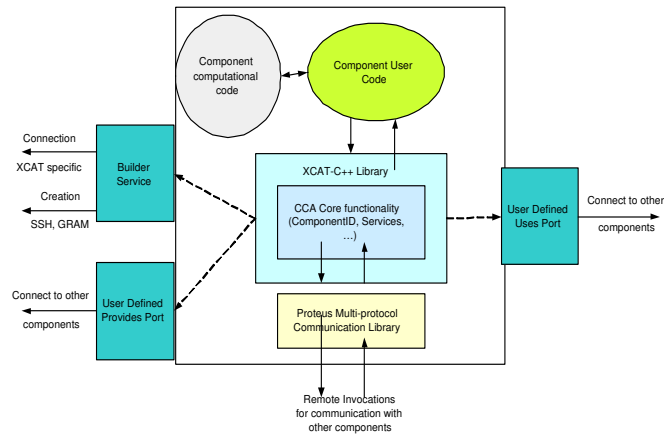 Component
computational
code
Component User
Code
Connection
XCAT specific
Creation
SSH, GRAM
Builder
Service
XCAT-C++ Library
CCA Core functionality
(ComponentID, Services,
…)
User Defined
Uses Port
Connect to other
components
Connect to other
components
User Defined
Provides Port
Proteus Multi-protocol
Communication Library
Remote Invocations
for communication with
other components